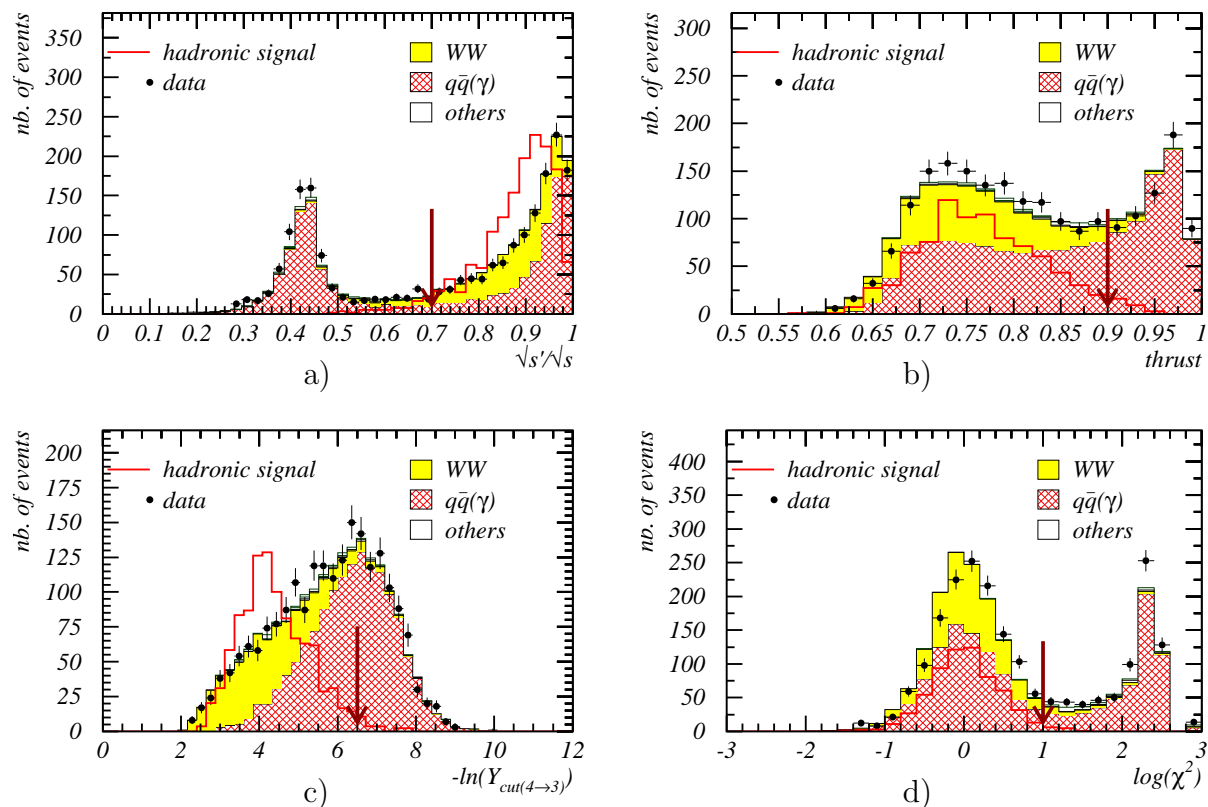 nb. of events
350
300
250
200
150
100
50
0
hadronic signal
data
WW
qq̄(γ)
others
0 0.1 0.2 0.3 0.4 0.5 0.6 0.7 0.8 0.9 1
√s'/√s
a)
nb. of events
300
250
200
150
100
50
0
hadronic signal
data
WW
qq̄(γ)
others
0.5 0.55 0.6 0.65 0.7 0.75 0.8 0.85 0.9 0.95 1
thrust
b)
nb. of events
200
175
150
125
100
75
50
25
0
hadronic signal
data
WW
qq̄(γ)
others
0 2 4 6 8 10 12
-ln(Y cut(4→3))
c)
nb. of events
400
350
300
250
200
150
100
50
0
hadronic signal
data
WW
qq̄(γ)
others
-3 -2 -1 0 1 2 3
log(χ²)
d)